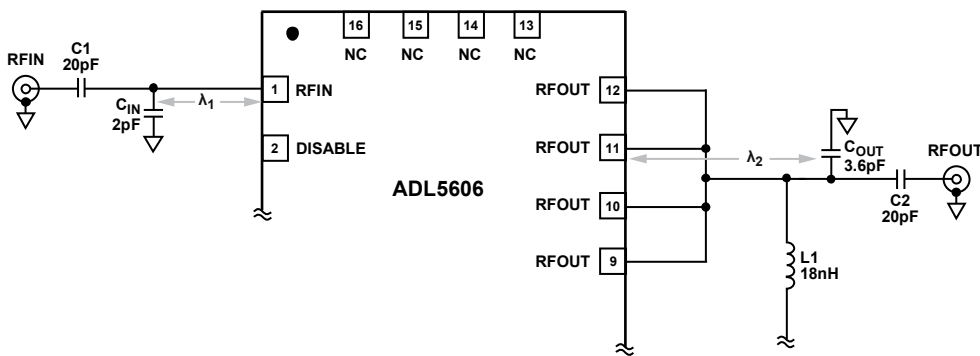 16
15
14
13
NC
NC
NC
NC
RFIN
C1
20pF
CIN
2pF
λ1
1
RFIN
2
DISABLE
ADL5606
RFOUT
12
RFOUT
11
RFOUT
10
RFOUT
9
λ2
COUT
3.6pF
RFOUT
C2
20pF
L1
18nH